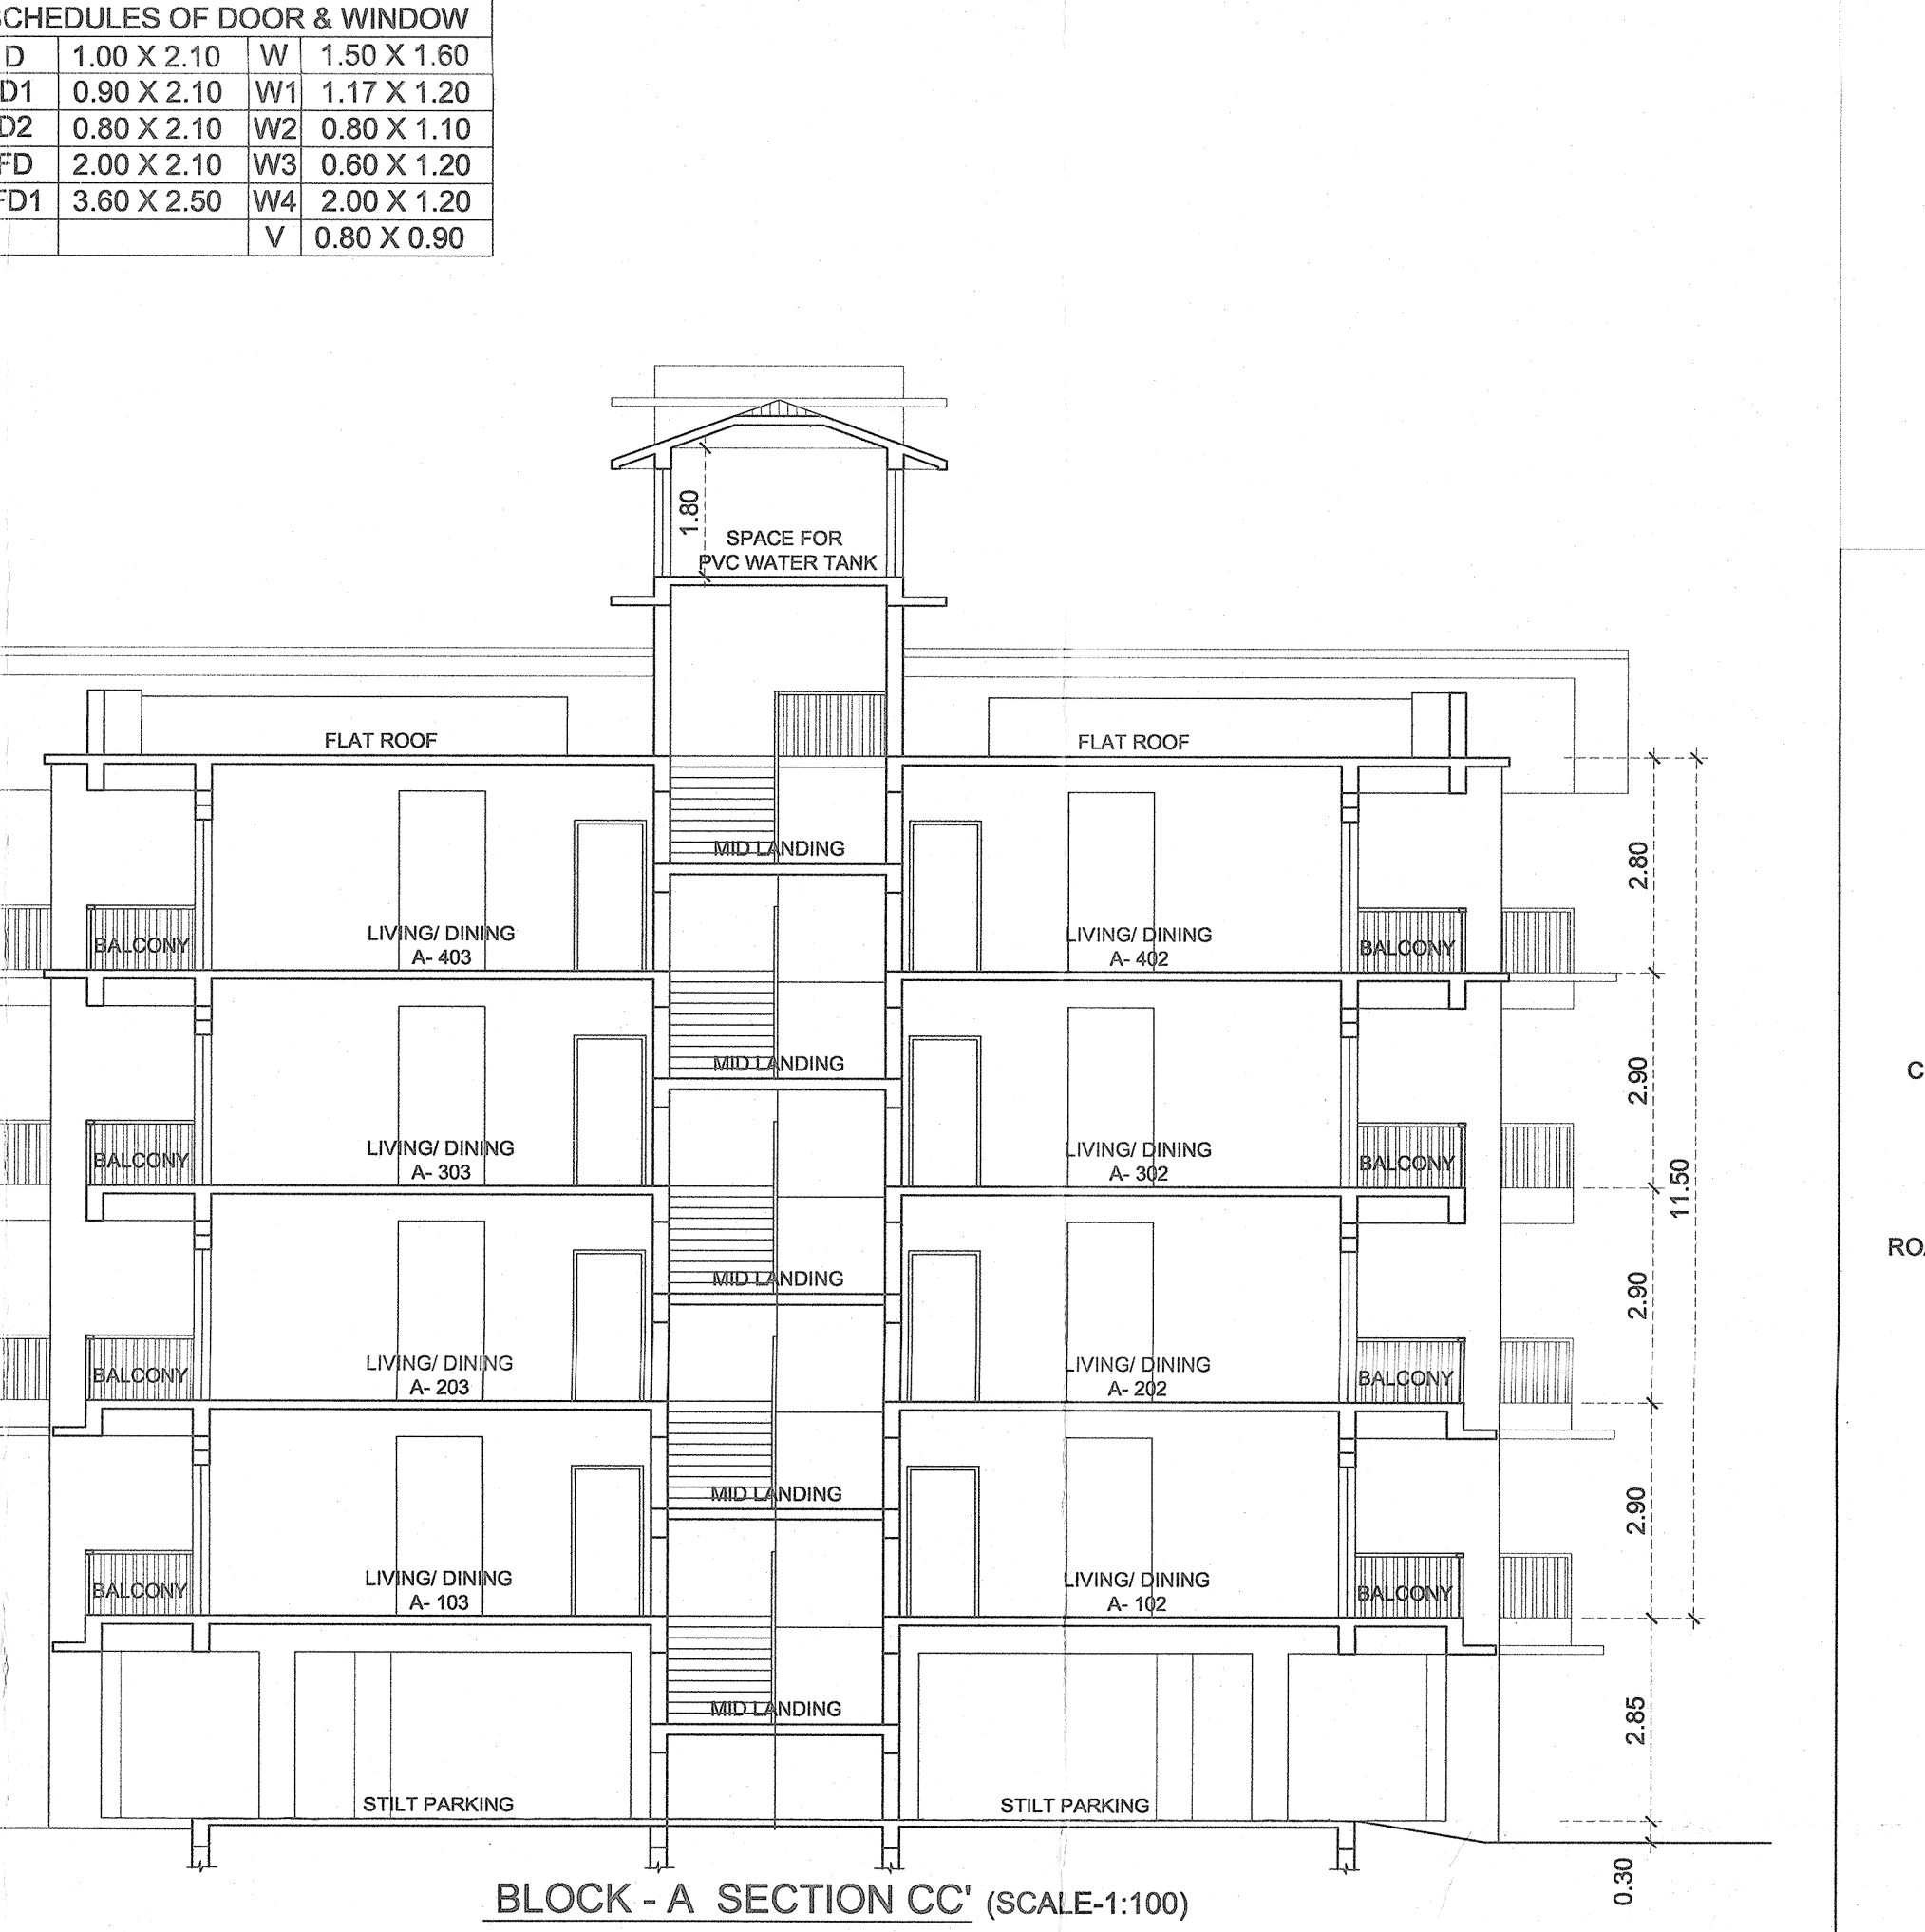 SCHEDULES OF DOOR & WINDOW
D 1.00 X 2.10 W 1.50 X 1.60
D1 0.90 X 2.10 W1 1.17 X 1.20
D2 0.80 X 2.10 W2 0.80 X 1.10
FD 2.00 X 2.10 W3 0.60 X 1.20
FD1 3.60 X 2.50 W4 2.00 X 1.20
V 0.80 X 0.90
1.80
SPACE FOR
PVC WATER TANK
FLAT ROOF
FLAT ROOF
MID LANDING
2.80
BALCONY
LIVING/ DINING
A- 403
LIVING/ DINING
A- 402
BALCONY
MID LANDING
2.90
BALCONY
LIVING/ DINING
A- 303
LIVING/ DINING
A- 302
BALCONY
11.50
MID LANDING
2.90
BALCONY
LIVING/ DINING
A- 203
LIVING/ DINING
A- 202
BALCONY
MID LANDING
2.90
BALCONY
LIVING/ DINING
A- 103
LIVING/ DINING
A- 102
BALCONY
MID LANDING
2.85
STILT PARKING
STILT PARKING
0.30
BLOCK - A SECTION CC' (SCALE-1:100)
C